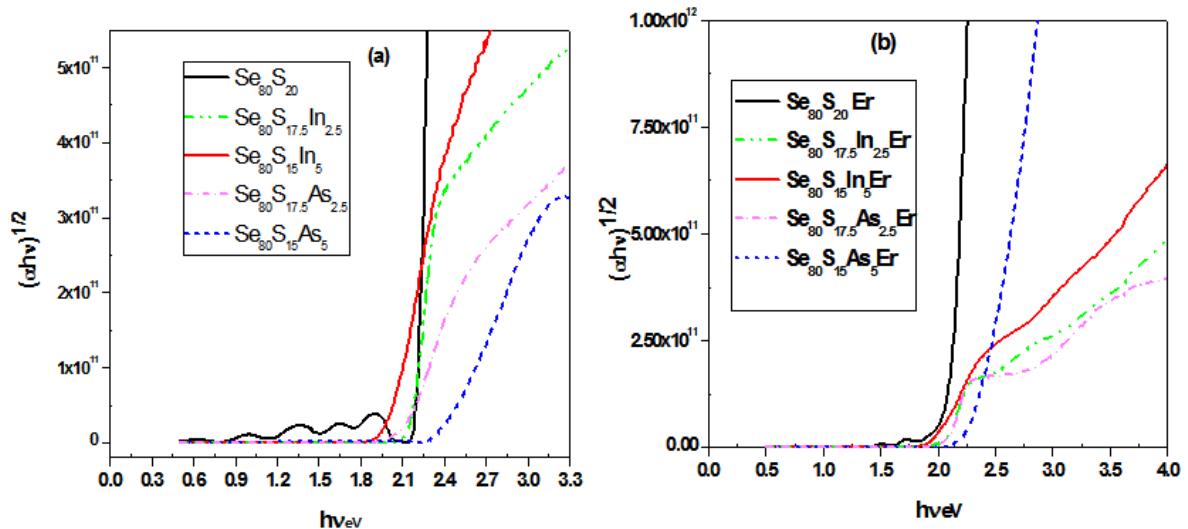 (a)
Se80S20
Se80S17.5In2.5
Se80S15In5
Se80S17.5As2.5
Se80S15As5
(αhν)1/2
5x10^11
4x10^11
3x10^11
2x10^11
1x10^11
0
0.0 0.3 0.6 0.9 1.2 1.5 1.8 2.1 2.4 2.7 3.0 3.3
hνeV
(b)
Se80S20 Er
Se80S17.5In2.5Er
Se80S15In5Er
Se80S17.5As2.5Er
Se80S15As5Er
(αhν)1/2
1.00x10^12
7.50x10^11
5.00x10^11
2.50x10^11
0.00
0.0 0.5 1.0 1.5 2.0 2.5 3.0 3.5 4.0
hνeV